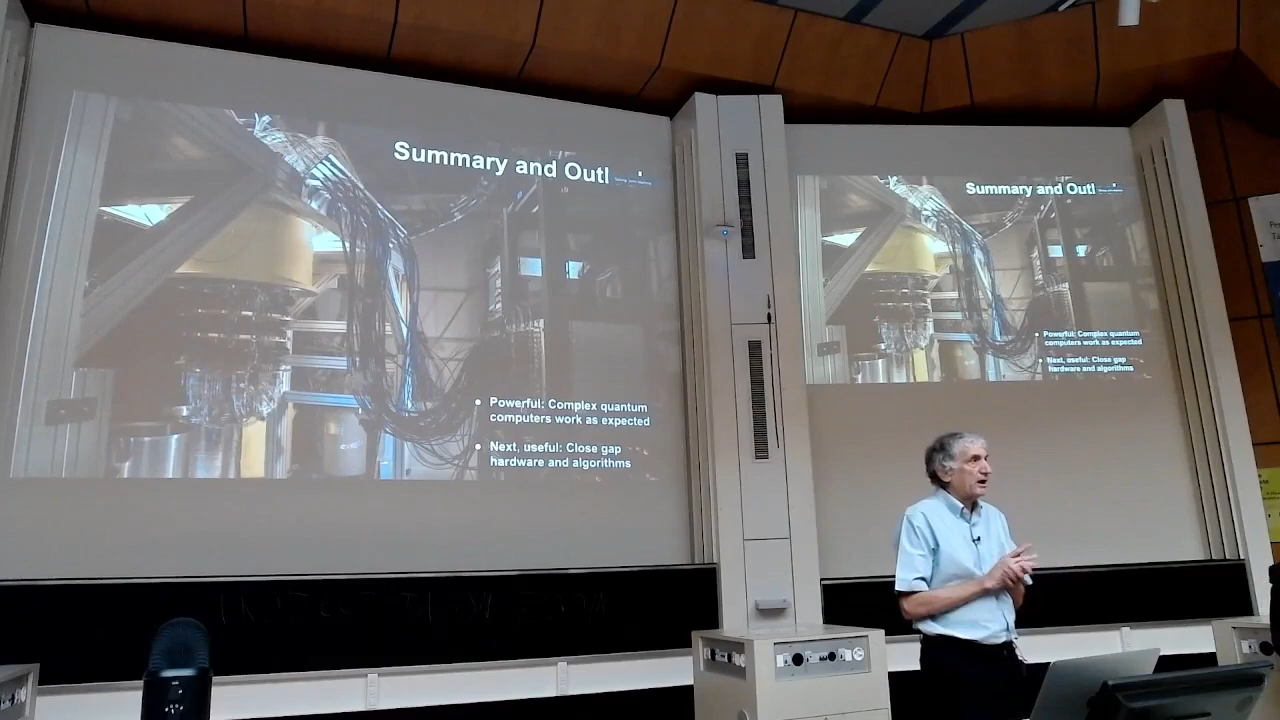 Summary and Outl
• Powerful: Complex quantum
computers work as expected
• Next, useful: Close gap
hardware and algorithms
Summary and Outl
• Powerful: Complex quantum
computers work as expected
• Next, useful: Close gap
hardware and algorithms